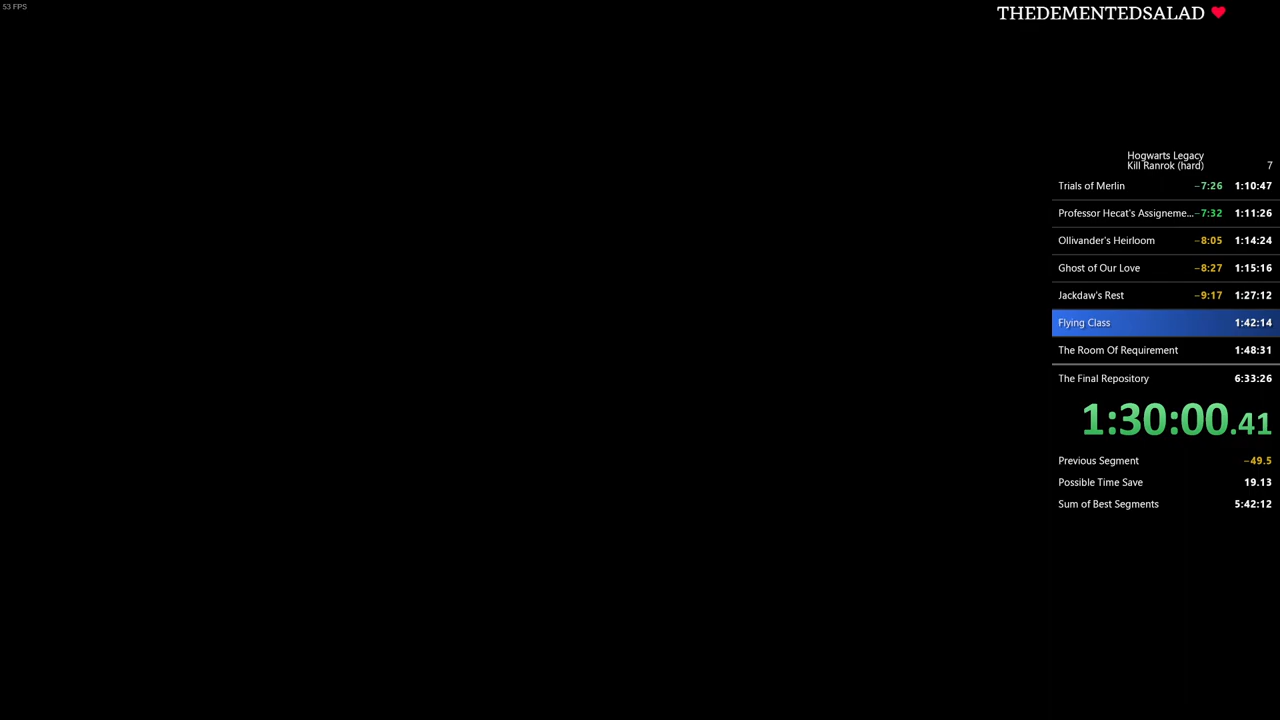 53 FPS
THEDEMENTEDSALAD ❤
Hogwarts Legacy
Kill Ranrok (hard) 7
Trials of Merlin −7:26 1:10:47
Professor Hecat's Assigneme... −7:32 1:11:26
Ollivander's Heirloom −8:05 1:14:24
Ghost of Our Love −8:27 1:15:16
Jackdaw's Rest −9:17 1:27:12
Flying Class 1:42:14
The Room Of Requirement 1:48:31
The Final Repository 6:33:26
1:30:00.41
Previous Segment −49.5
Possible Time Save 19.13
Sum of Best Segments 5:42:12